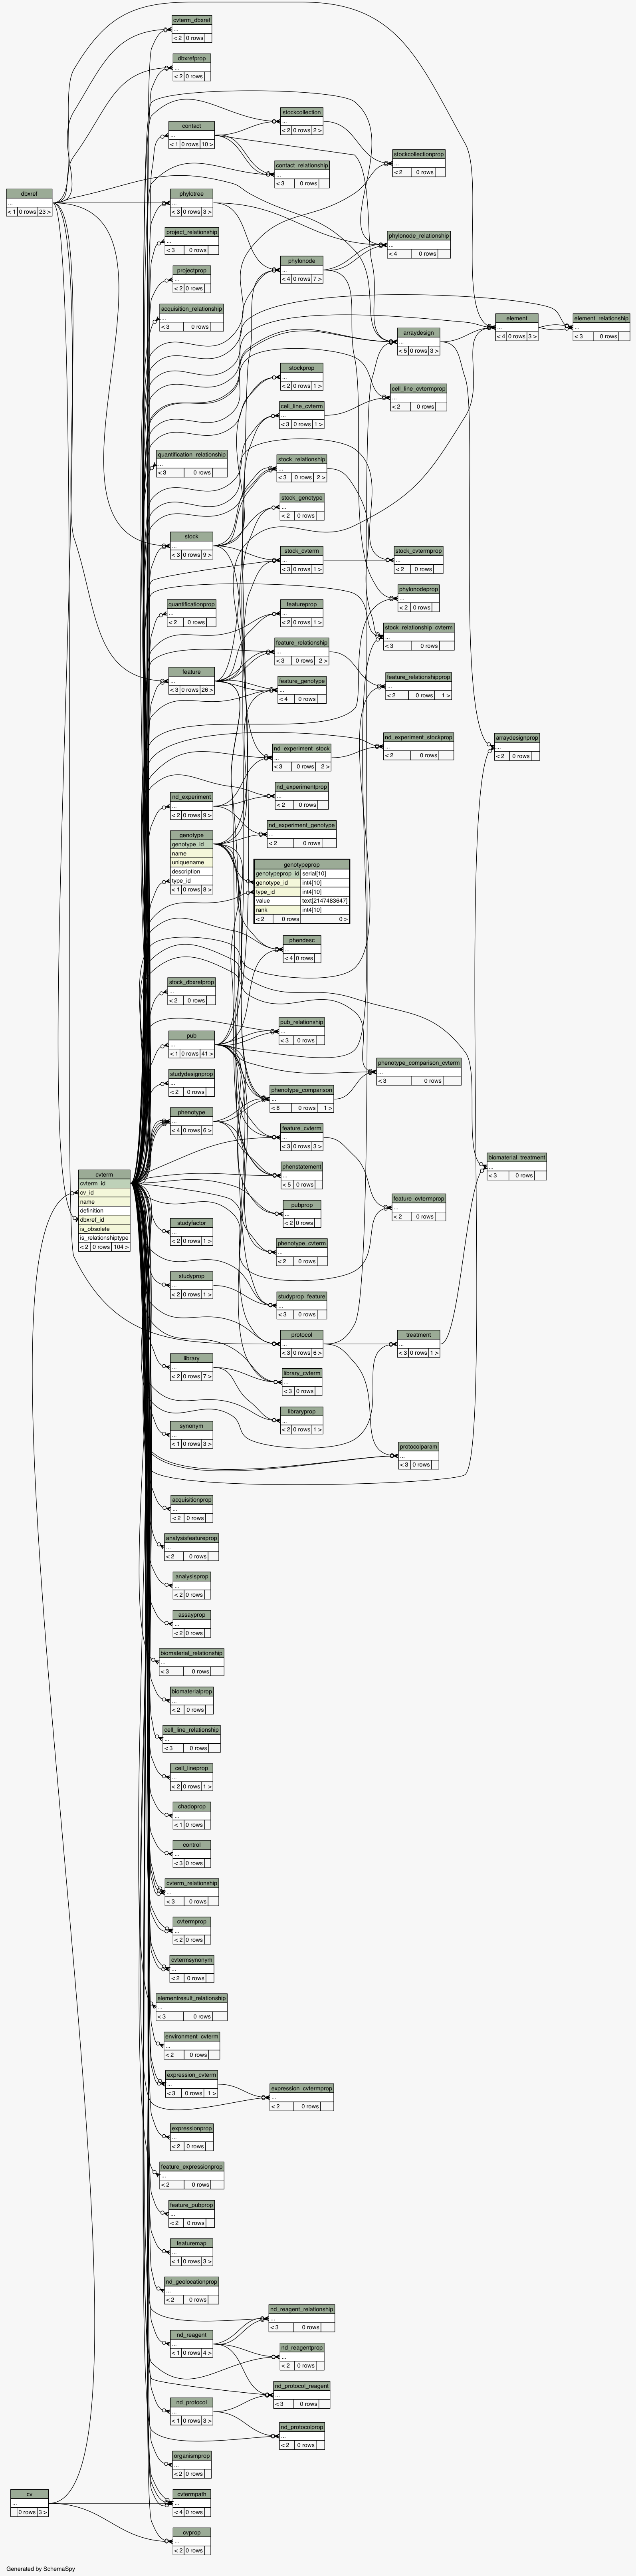 cvterm_dbxref
...
< 2 0 rows
dbxrefprop
...
< 2 0 rows
stockcollection
...
< 2 0 rows 2 >
contact
...
< 1 0 rows 10 >
stockcollectionprop
...
< 2 0 rows
contact_relationship
...
< 3 0 rows
dbxref
...
< 1 0 rows 23 >
phylotree
...
< 3 0 rows 3 >
project_relationship
...
< 3 0 rows
phylonode_relationship
...
< 4 0 rows
phylonode
...
< 4 0 rows 7 >
projectprop
...
< 2 0 rows
acquisition_relationship
...
< 3 0 rows
element
...
< 4 0 rows 3 >
element_relationship
...
< 3 0 rows
arraydesign
...
< 5 0 rows 3 >
stockprop
...
< 2 0 rows 1 >
cell_line_cvtermprop
...
< 2 0 rows
cell_line_cvterm
...
< 3 0 rows 1 >
quantification_relationship
...
< 3 0 rows
stock_relationship
...
< 3 0 rows 2 >
stock_genotype
...
< 2 0 rows
stock
...
< 3 0 rows 9 >
stock_cvterm
...
< 3 0 rows 1 >
stock_cvtermprop
...
< 2 0 rows
phylonodeprop
...
< 2 0 rows
quantificationprop
...
< 2 0 rows
featureprop
...
< 2 0 rows 1 >
stock_relationship_cvterm
...
< 3 0 rows
feature_relationship
...
< 3 0 rows 2 >
feature
...
< 3 0 rows 26 >
feature_relationshipprop
...
< 2 0 rows 1 >
feature_genotype
...
< 4 0 rows
nd_experiment_stockprop
...
< 2 0 rows
arraydesignprop
...
< 2 0 rows
nd_experiment_stock
...
< 3 0 rows 2 >
nd_experimentprop
...
< 2 0 rows
nd_experiment
...
< 2 0 rows 9 >
nd_experiment_genotype
...
< 2 0 rows
genotype
genotype_id
name
uniquename
description
type_id
< 1 0 rows 8 >
genotypeprop
genotypeprop_id serial[10]
genotype_id int4[10]
type_id int4[10]
value text[2147483647]
rank int4[10]
< 2 0 rows 0 >
phendesc
...
< 4 0 rows
stock_dbxrefprop
...
< 2 0 rows
pub_relationship
...
< 3 0 rows
pub
...
< 1 0 rows 41 >
phenotype_comparison_cvterm
...
< 3 0 rows
studydesignprop
...
< 2 0 rows
phenotype_comparison
...
< 8 0 rows 1 >
phenotype
...
< 4 0 rows 6 >
feature_cvterm
...
< 3 0 rows 3 >
biomaterial_treatment
...
< 3 0 rows
phenstatement
...
< 5 0 rows
cvterm
cvterm_id
cv_id
name
definition
dbxref_id
is_obsolete
is_relationshiptype
< 2 0 rows 104 >
feature_cvtermprop
...
< 2 0 rows
pubprop
...
< 2 0 rows
studyfactor
...
< 2 0 rows 1 >
phenotype_cvterm
...
< 2 0 rows
studyprop
...
< 2 0 rows 1 >
studyprop_feature
...
< 3 0 rows
protocol
...
< 3 0 rows 6 >
treatment
...
< 3 0 rows 1 >
library
...
< 2 0 rows 7 >
library_cvterm
...
< 3 0 rows
libraryprop
...
< 2 0 rows 1 >
synonym
...
< 1 0 rows 3 >
protocolparam
...
< 3 0 rows
acquisitionprop
...
< 2 0 rows
analysisfeatureprop
...
< 2 0 rows
analysisprop
...
< 2 0 rows
assayprop
...
< 2 0 rows
biomaterial_relationship
...
< 3 0 rows
biomaterialprop
...
< 2 0 rows
cell_line_relationship
...
< 3 0 rows
cell_lineprop
...
< 2 0 rows 1 >
chadoprop
...
< 1 0 rows
control
...
< 3 0 rows
cvterm_relationship
...
< 3 0 rows
cvtermprop
...
< 2 0 rows
cvtermsynonym
...
< 2 0 rows
elementresult_relationship
...
< 3 0 rows
environment_cvterm
...
< 2 0 rows
expression_cvterm
...
< 3 0 rows 1 >
expression_cvtermprop
...
< 2 0 rows
expressionprop
...
< 2 0 rows
feature_expressionprop
...
< 2 0 rows
feature_pubprop
...
< 2 0 rows
featuremap
...
< 1 0 rows 3 >
nd_geolocationprop
...
< 2 0 rows
nd_reagent_relationship
...
< 3 0 rows
nd_reagent
...
< 1 0 rows 4 >
nd_reagentprop
...
< 2 0 rows
nd_protocol_reagent
...
< 3 0 rows
nd_protocol
...
< 1 0 rows 3 >
nd_protocolprop
...
< 2 0 rows
organismprop
...
< 2 0 rows
cv
...
0 rows 3 >
cvtermpath
...
< 4 0 rows
cvprop
...
< 2 0 rows
Generated by SchemaSpy